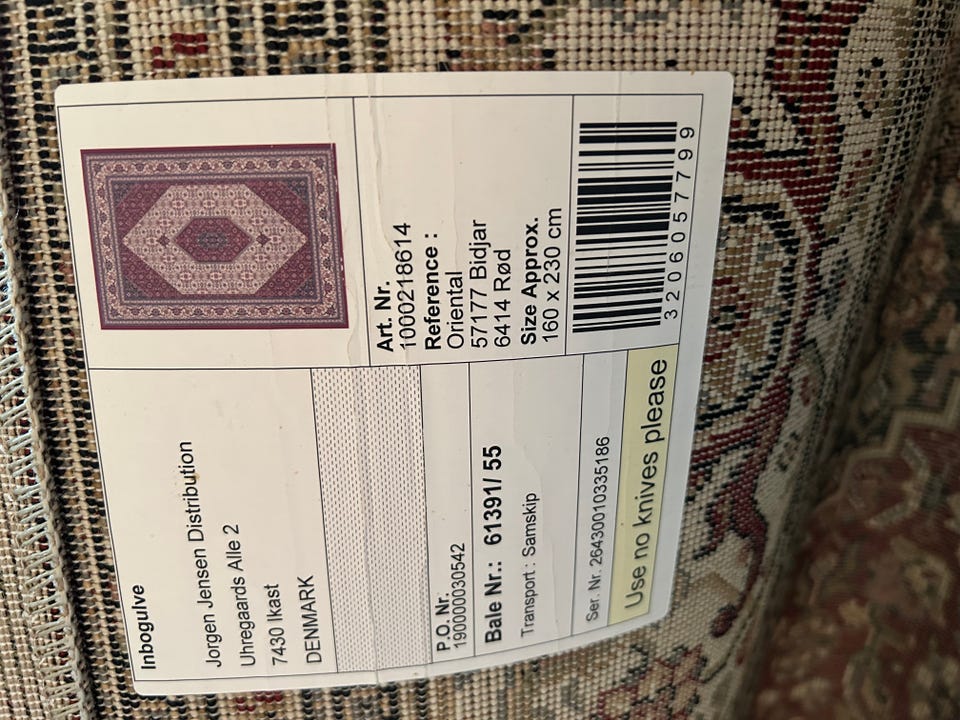 Inbogulve
Jorgen Jensen Distribution
Uhregaards Alle 2
7430 Ikast
DENMARK
P.O. Nr.
190000030542
Bale Nr.: 61391/ 55
Transport : Samskip
Ser. Nr. 26430010335186
Use no knives please
Art. Nr.
1000218614
Reference :
Oriental
57177 Bidjar
6414 Rød
Size Approx.
160 x 230 cm
3206057799